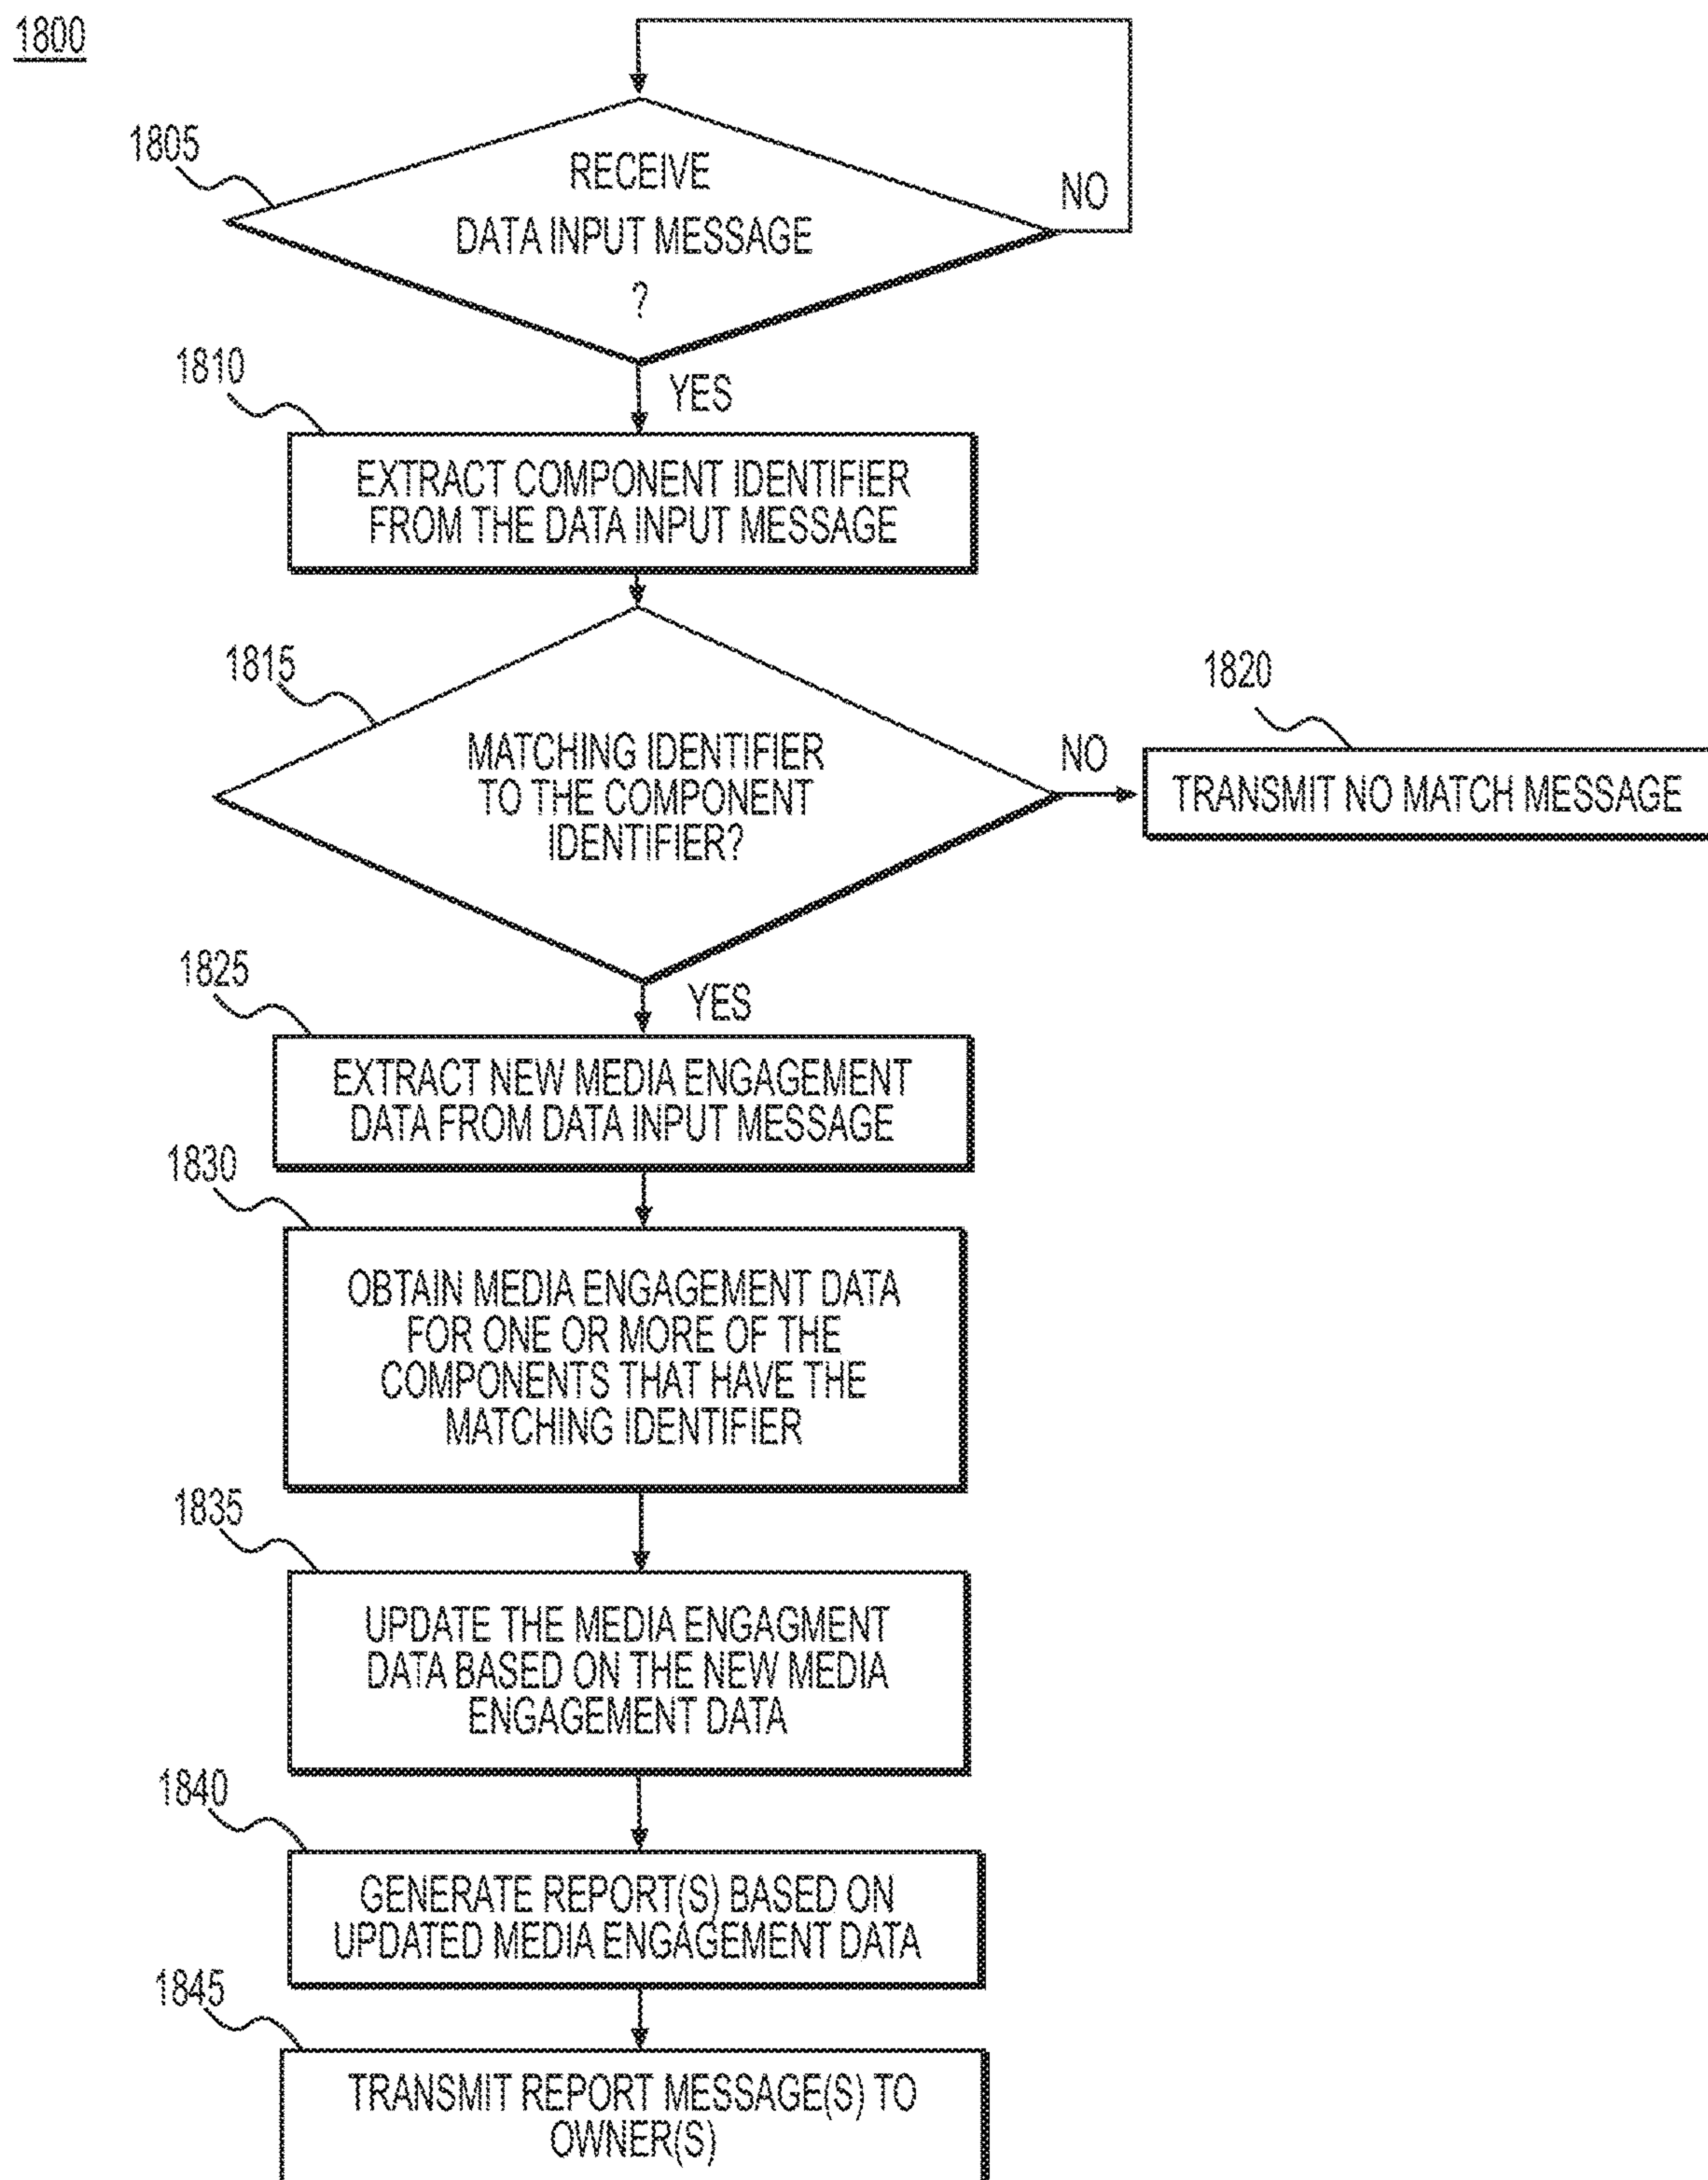 1800
1805
RECEIVE
DATA INPUT MESSAGE
?
NO
YES
1810
EXTRACT COMPONENT IDENTIFIER
FROM THE DATA INPUT MESSAGE
1815
MATCHING IDENTIFIER
TO THE COMPONENT
IDENTIFIER?
NO
1820
TRANSMIT NO MATCH MESSAGE
YES
1825
EXTRACT NEW MEDIA ENGAGEMENT
DATA FROM DATA INPUT MESSAGE
1830
OBTAIN MEDIA ENGAGEMENT DATA
FOR ONE OR MORE OF THE
COMPONENTS THAT HAVE THE
MATCHING IDENTIFIER
1835
UPDATE THE MEDIA ENGAGMENT
DATA BASED ON THE NEW MEDIA
ENGAGEMENT DATA
1840
GENERATE REPORT(S) BASED ON
UPDATED MEDIA ENGAGEMENT DATA
1845
TRANSMIT REPORT MESSAGE(S) TO
OWNER(S)